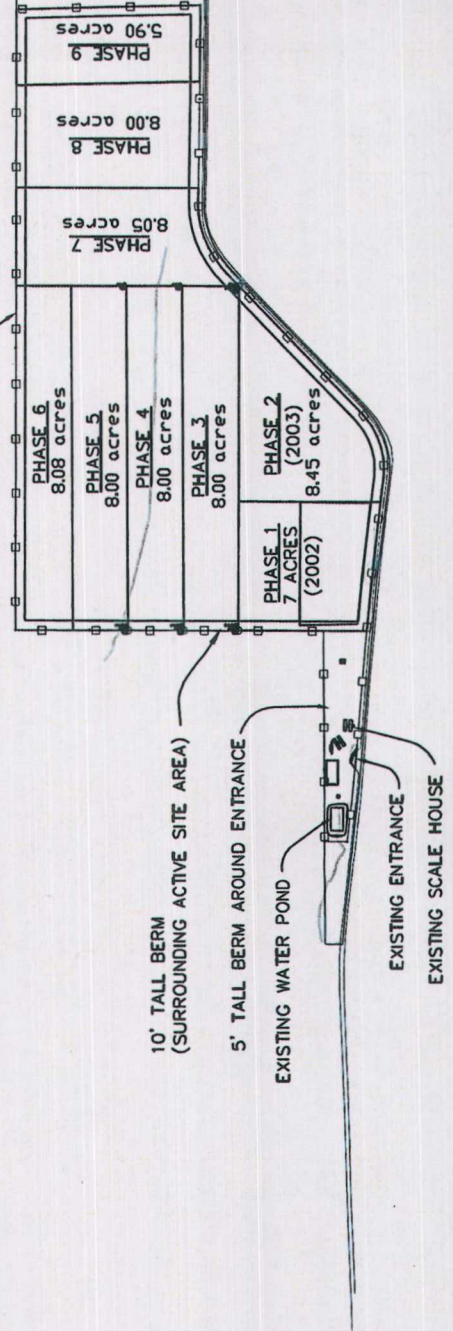 PHASE 9
5.90 acres
PHASE 8
8.00 acres
PHASE 7
8.05 acres
PHASE 6
8.08 acres
PHASE 5
8.00 acres
PHASE 4
8.00 acres
PHASE 3
8.00 acres
PHASE 2
(2003)
8.45 acres
PHASE 1
7 ACRES
(2002)
10' TALL BERM
(SURROUNDING ACTIVE SITE AREA)
5' TALL BERM AROUND ENTRANCE
EXISTING WATER POND
EXISTING ENTRANCE
EXISTING SCALE HOUSE